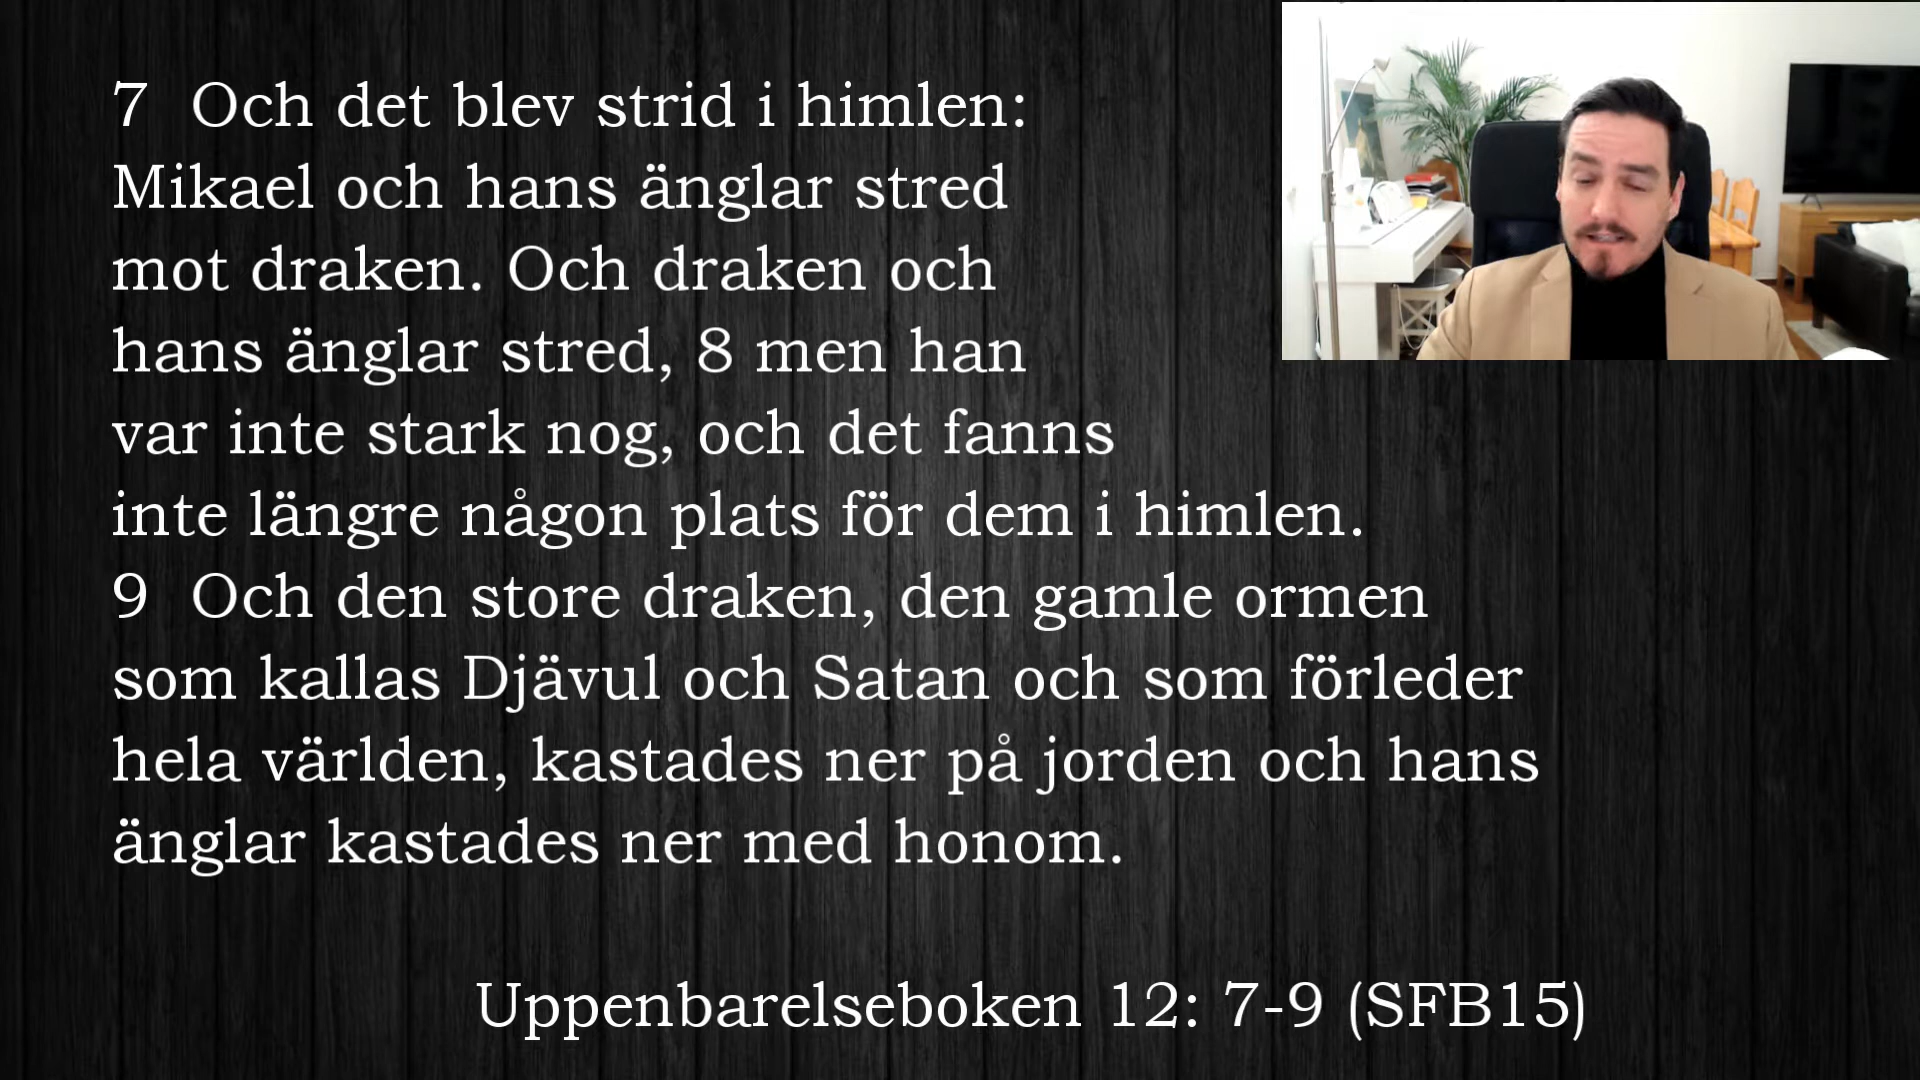 7 Och det blev strid i himlen:
Mikael och hans änglar stred
mot draken. Och draken och
hans änglar stred, 8 men han
var inte stark nog, och det fanns
inte längre någon plats för dem i himlen.
9 Och den store draken, den gamle ormen
som kallas Djävul och Satan och som förleder
hela världen, kastades ner på jorden och hans
änglar kastades ner med honom.
Uppenbarelseboken 12: 7-9 (SFB15)